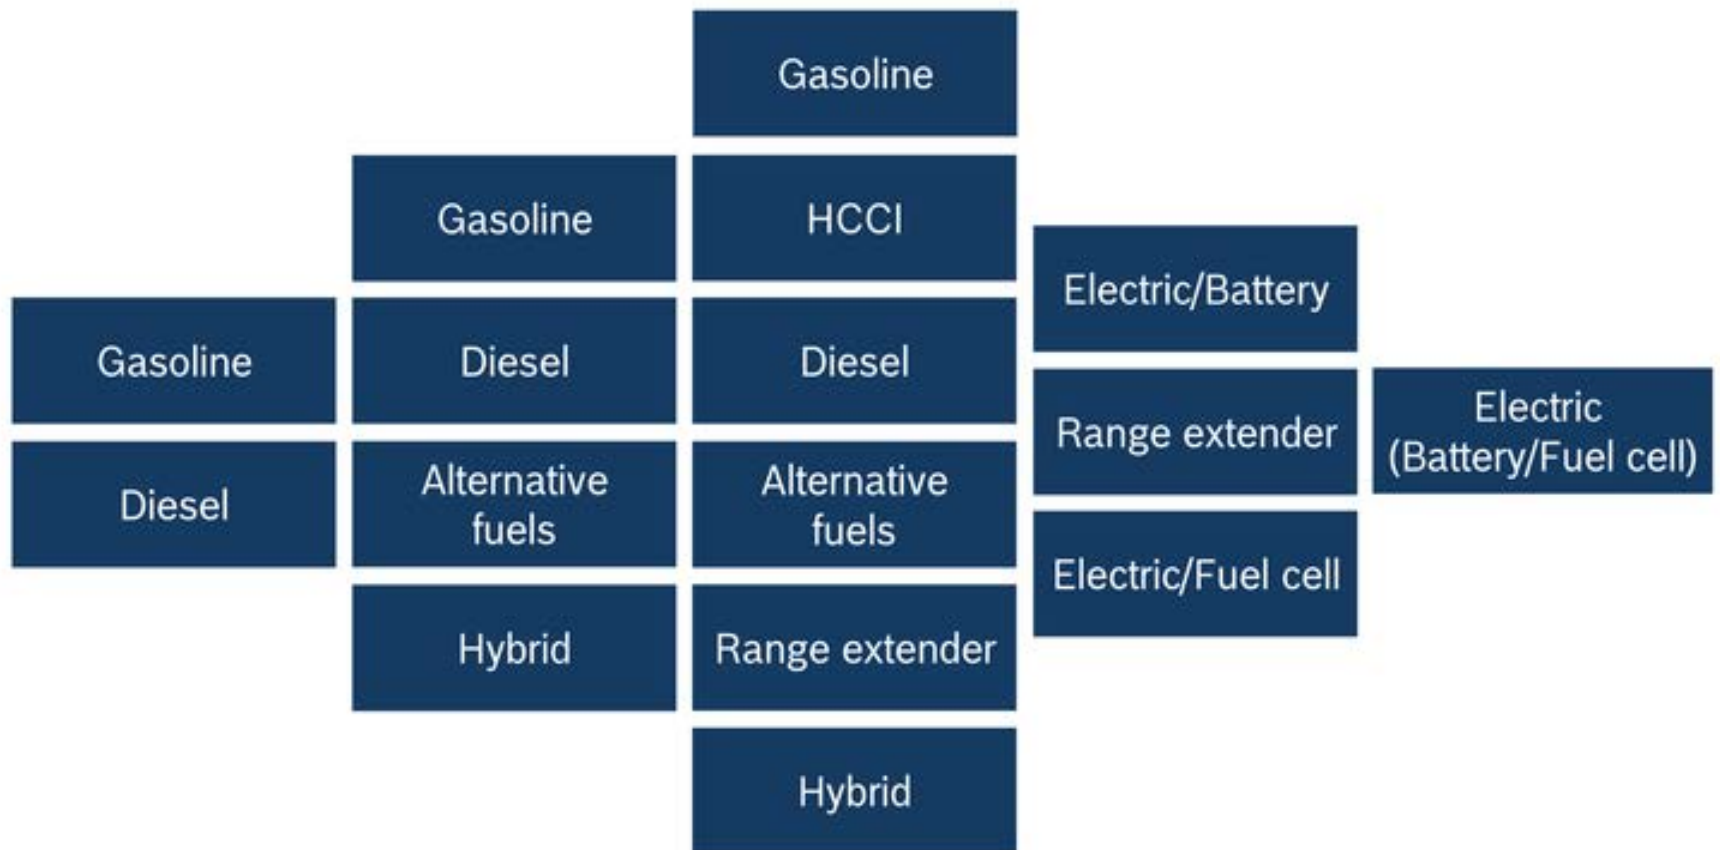 Gasoline
Diesel
Gasoline
Diesel
Alternative
fuels
Hybrid
Gasoline
HCCI
Diesel
Alternative
fuels
Range extender
Hybrid
Electric/Battery
Range extender
Electric/Fuel cell
Electric
(Battery/Fuel cell)